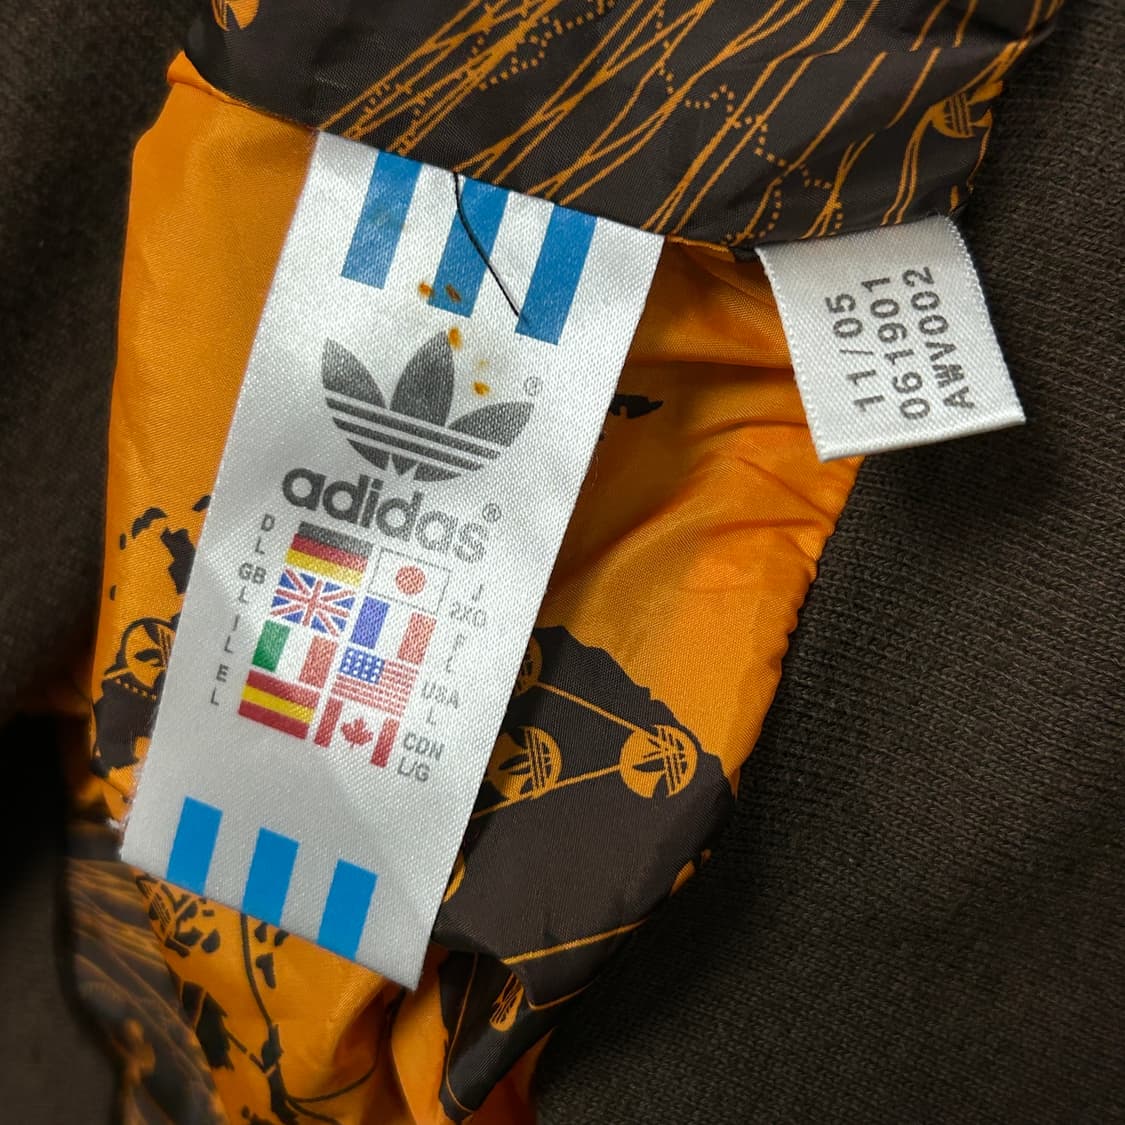 ®
adidas®
D
L
GB
L
I
L
E
L
J
2XO
F
L
USA
L
CDN
L/G
11/05
061901
AWV002